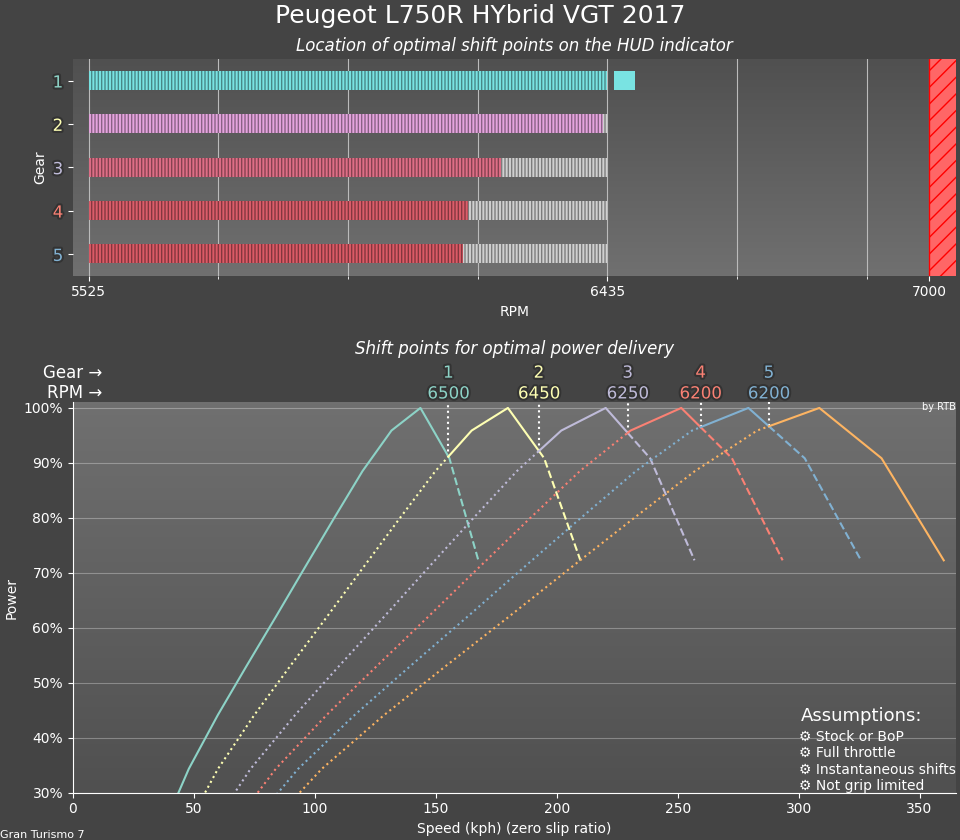 Peugeot L750R HYbrid VGT 2017
Location of optimal shift points on the HUD indicator
Gear
1
2
3
4
5
5525
6435
7000
RPM
Shift points for optimal power delivery
Gear → 1 2 3 4 5
RPM → 6500 6450 6250 6200 6200
by RTB
100%
90%
80%
70%
60%
50%
40%
30%
Power
Assumptions:
⚙ Stock or BoP
⚙ Full throttle
⚙ Instantaneous shifts
⚙ Not grip limited
0 50 100 150 200 250 300 350
Speed (kph) (zero slip ratio)
Gran Turismo 7